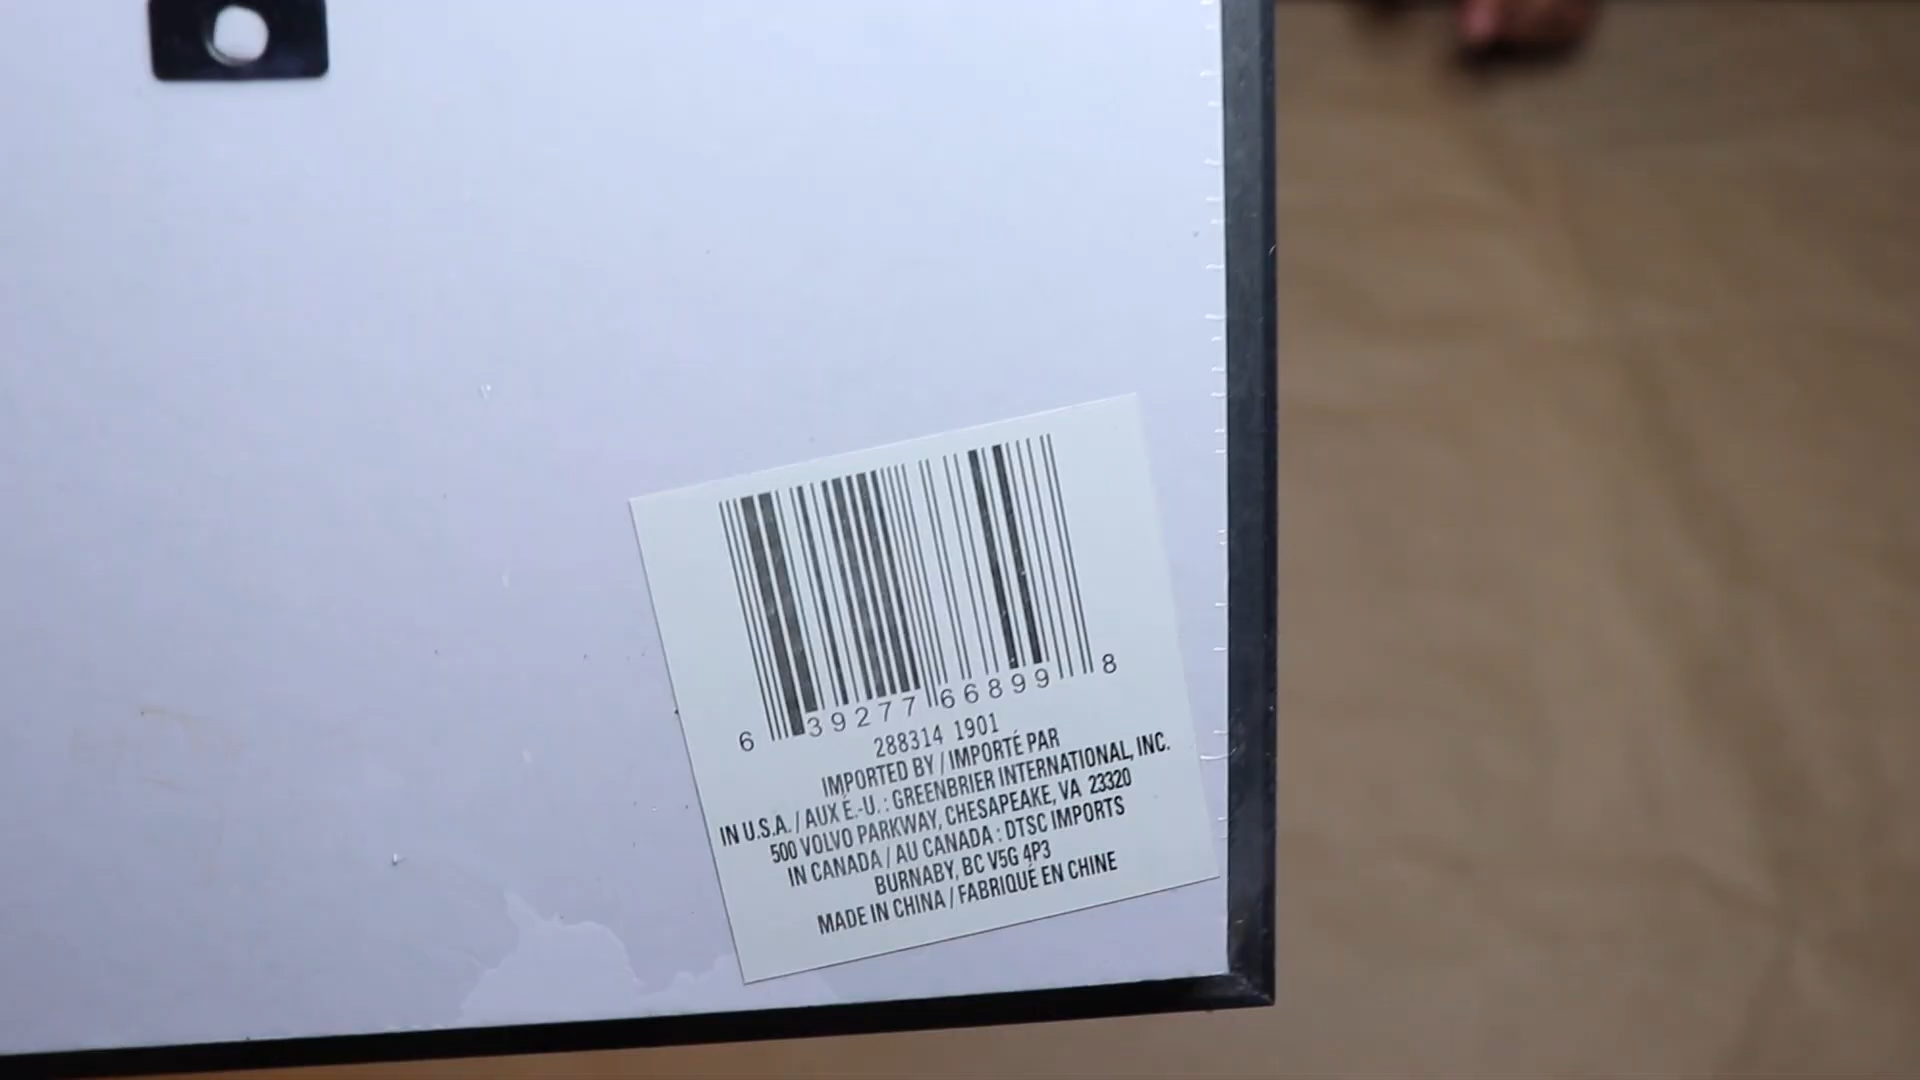 6 39277 66899 8
288314 1901
IMPORTED BY / IMPORTÉ PAR
IN U.S.A. / AUX É.-U. : GREENBRIER INTERNATIONAL, INC.
500 VOLVO PARKWAY, CHESAPEAKE, VA 23320
IN CANADA / AU CANADA : DTSC IMPORTS
BURNABY, BC V5G 4P3
MADE IN CHINA / FABRIQUÉ EN CHINE